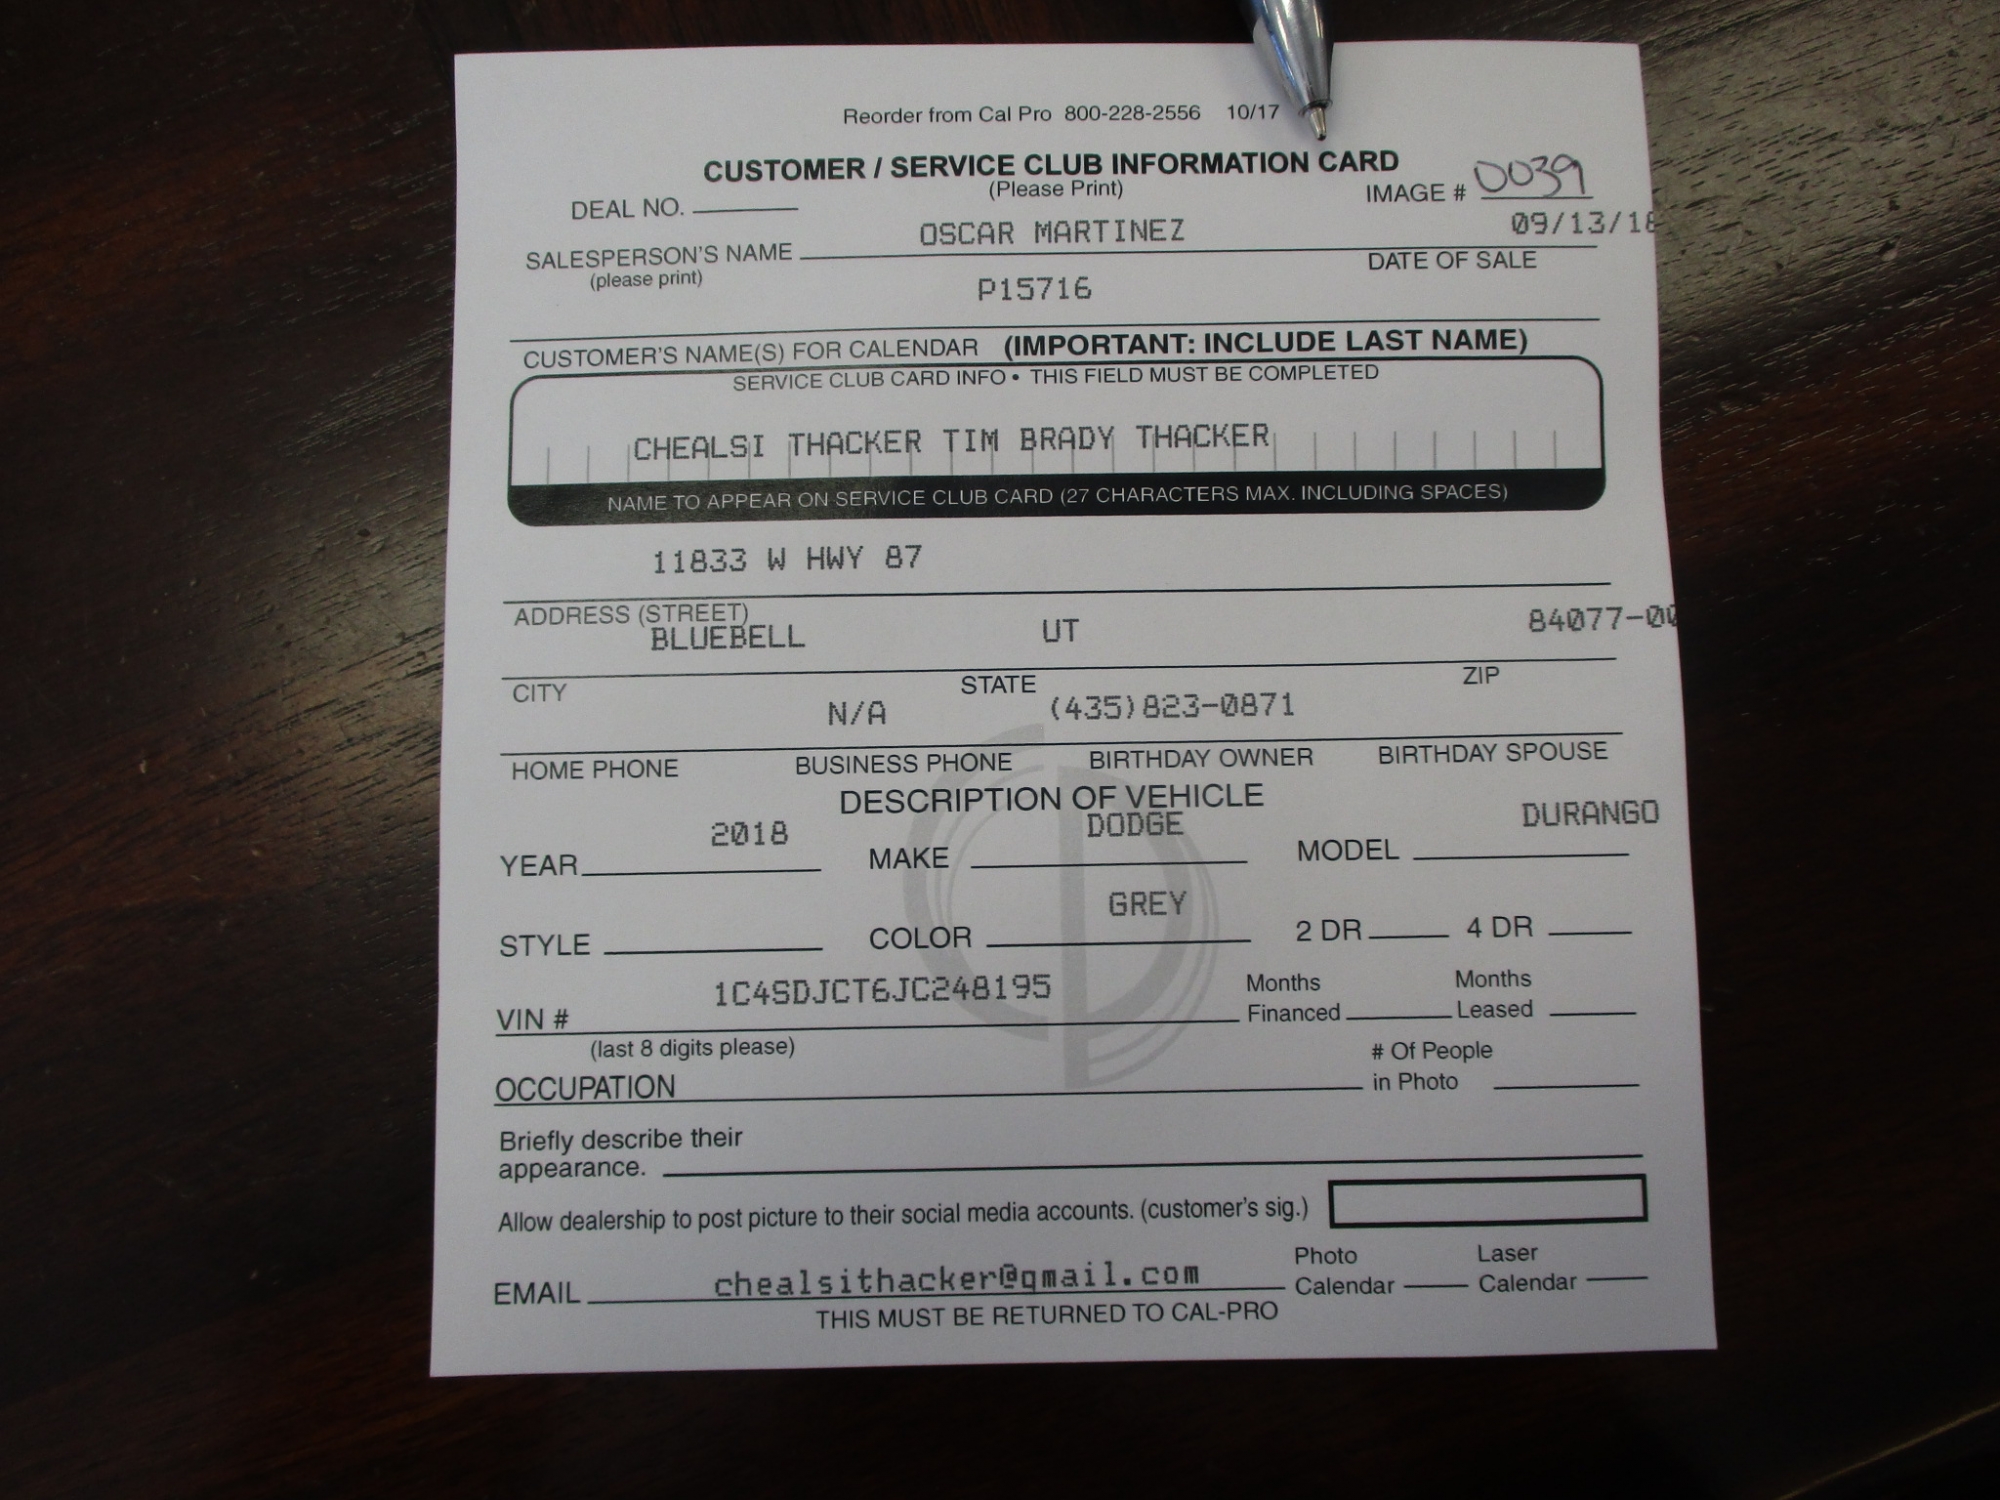 Reorder from Cal Pro 800-228-2556 10/17
CUSTOMER / SERVICE CLUB INFORMATION CARD
(Please Print)
DEAL NO. IMAGE # 0039
OSCAR MARTINEZ 09/13/18
SALESPERSON'S NAME DATE OF SALE
(please print)
P15716
CUSTOMER'S NAME(S) FOR CALENDAR (IMPORTANT: INCLUDE LAST NAME)
SERVICE CLUB CARD INFO • THIS FIELD MUST BE COMPLETED
CHEALSI THACKER TIM BRADY THACKER
NAME TO APPEAR ON SERVICE CLUB CARD (27 CHARACTERS MAX. INCLUDING SPACES)
11833 W HWY 87
ADDRESS (STREET)
BLUEBELL UT 84077-00
CITY STATE ZIP
N/A (435)823-0871
HOME PHONE BUSINESS PHONE BIRTHDAY OWNER BIRTHDAY SPOUSE
DESCRIPTION OF VEHICLE
2018 DODGE DURANGO
YEAR MAKE MODEL
GREY
STYLE COLOR 2 DR 4 DR
1C4SDJCT6JC248195 Months Months
VIN # Financed Leased
(last 8 digits please) # Of People
OCCUPATION in Photo
Briefly describe their
appearance.
Allow dealership to post picture to their social media accounts. (customer's sig.)
Photo Laser
EMAIL chealsithacker@gmail.com Calendar Calendar
THIS MUST BE RETURNED TO CAL-PRO